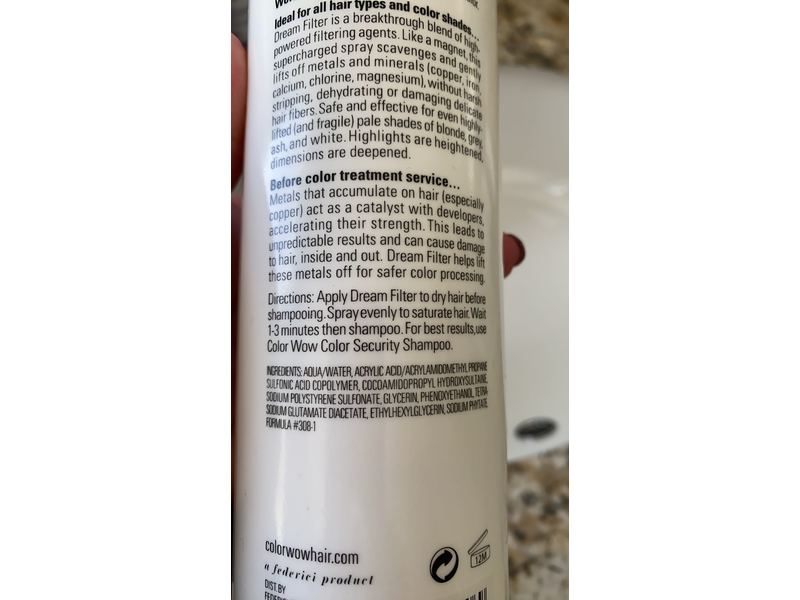 Ideal for all hair types and color shades...
Dream Filter is a breakthrough blend of high-
powered filtering agents. Like a magnet, this
supercharged spray scavenges and gently
lifts off metals and minerals (copper, iron,
calcium, chlorine, magnesium), without harsh
stripping, dehydrating or damaging delicate
hair fibers. Safe and effective for even highly-
lifted (and fragile) pale shades of blonde, grey,
ash, and white. Highlights are heightened,
dimensions are deepened.
Before color treatment service...
Metals that accumulate on hair (especially
copper) act as a catalyst with developers,
accelerating their strength. This leads to
unpredictable results and can cause damage
to hair, inside and out. Dream Filter helps lift
these metals off for safer color processing.
Directions: Apply Dream Filter to dry hair before
shampooing. Spray evenly to saturate hair. Wait
1-3 minutes then shampoo. For best results, use
Color Wow Color Security Shampoo.
INGREDIENTS: AQUA/WATER, ACRYLIC ACID/ACRYLAMIDOMETHYL PROPANE
SULFONIC ACID COPOLYMER, COCOAMIDOPROPYL HYDROXYSULTAINE,
SODIUM POLYSTYRENE SULFONATE, GLYCERIN, PHENOXYETHANOL, TETRA-
SODIUM GLUTAMATE DIACETATE, ETHYLHEXYLGLYCERIN, SODIUM PHYTATE
FORMULA #308-1
colorwowhair.com
a federici product
12M
DIST. BY